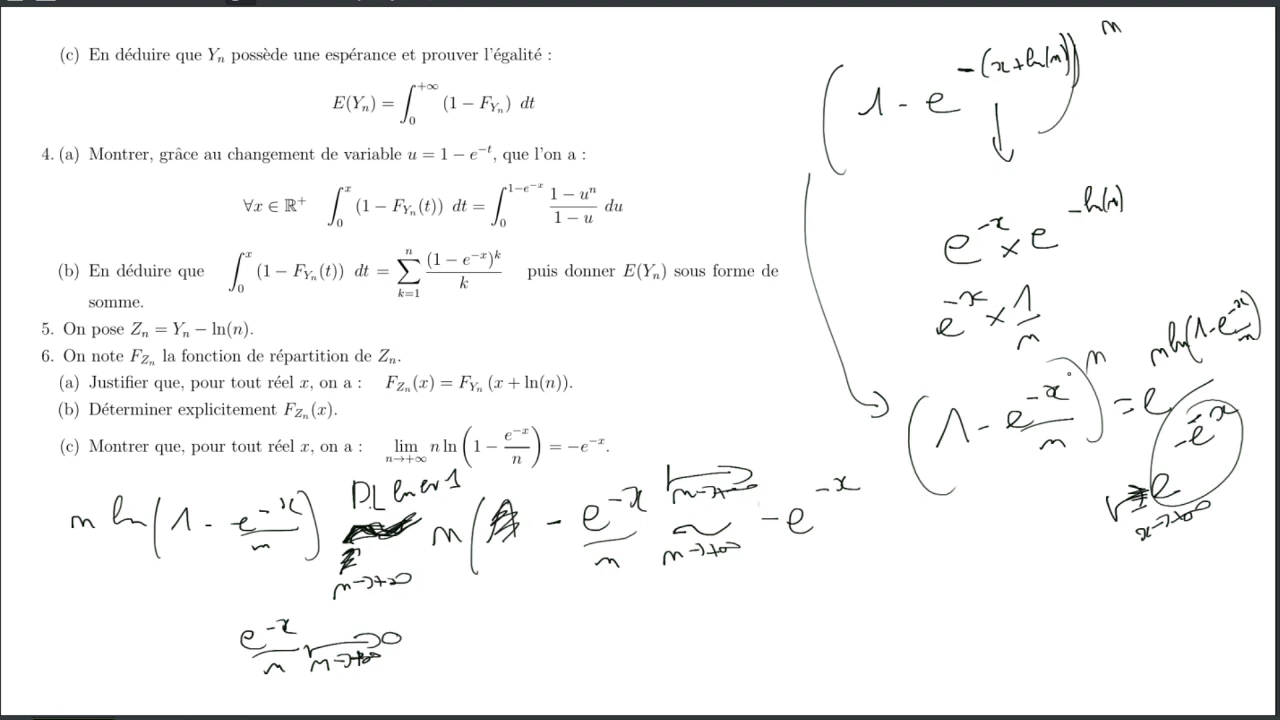 (c) En déduire que Yₙ possède une espérance et prouver l'égalité :
E(Yₙ) = ∫₀^{+∞} (1 − F_{Yₙ}) dt
4. (a) Montrer, grâce au changement de variable u = 1 − e^{−t}, que l'on a :
∀x ∈ ℝ⁺ ∫₀^{x} (1 − F_{Yₙ}(t)) dt = ∫₀^{1−e^{−x}} (1 − uⁿ)/(1 − u) du
(b) En déduire que ∫₀^{x} (1 − F_{Yₙ}(t)) dt = ∑_{k=1}^{n} (1 − e^{−x})^k/k puis donner E(Yₙ) sous forme de
somme.
5. On pose Zₙ = Yₙ − ln(n).
6. On note F_{Zₙ} la fonction de répartition de Zₙ.
(a) Justifier que, pour tout réel x, on a : F_{Zₙ}(x) = F_{Yₙ}(x + ln(n)).
(b) Déterminer explicitement F_{Zₙ}(x).
(c) Montrer que, pour tout réel x, on a : lim_{n→+∞} n ln(1 − e^{−x}/n) = −e^{−x}.
(1 - e^{-(x+ln(n))})^n
↓
e^{-x} × e^{-ln(n)}
e^{-x} × 1/n
(1 - e^{-x}/n)^n = e^{n ln(1 - e^{-x}/n)}
e^{-e^{-x}}
x→+∞
DL ln en 1
n ln(1 - e^{-x}/n) n→+∞ n( - e^{-x}/n ~ n→+∞ -e^{-x}
e^{-x}/n → 0
n→+∞